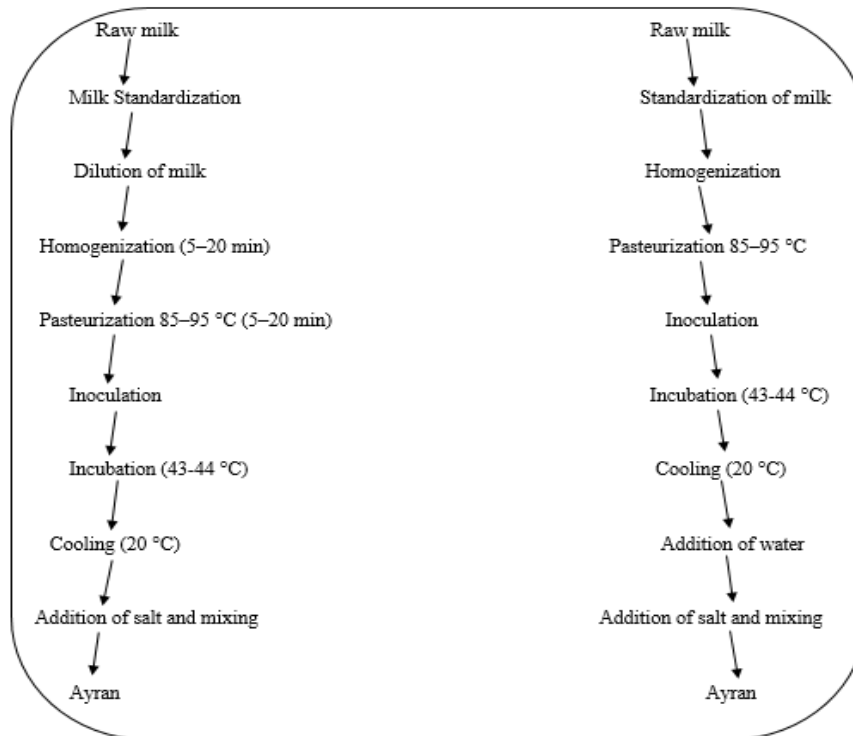 Raw milk
Milk Standardization
Dilution of milk
Homogenization (5–20 min)
Pasteurization 85–95 °C (5–20 min)
Inoculation
Incubation (43-44 °C)
Cooling (20 °C)
Addition of salt and mixing
Ayran
Raw milk
Standardization of milk
Homogenization
Pasteurization 85–95 °C
Inoculation
Incubation (43-44 °C)
Cooling (20 °C)
Addition of water
Addition of salt and mixing
Ayran